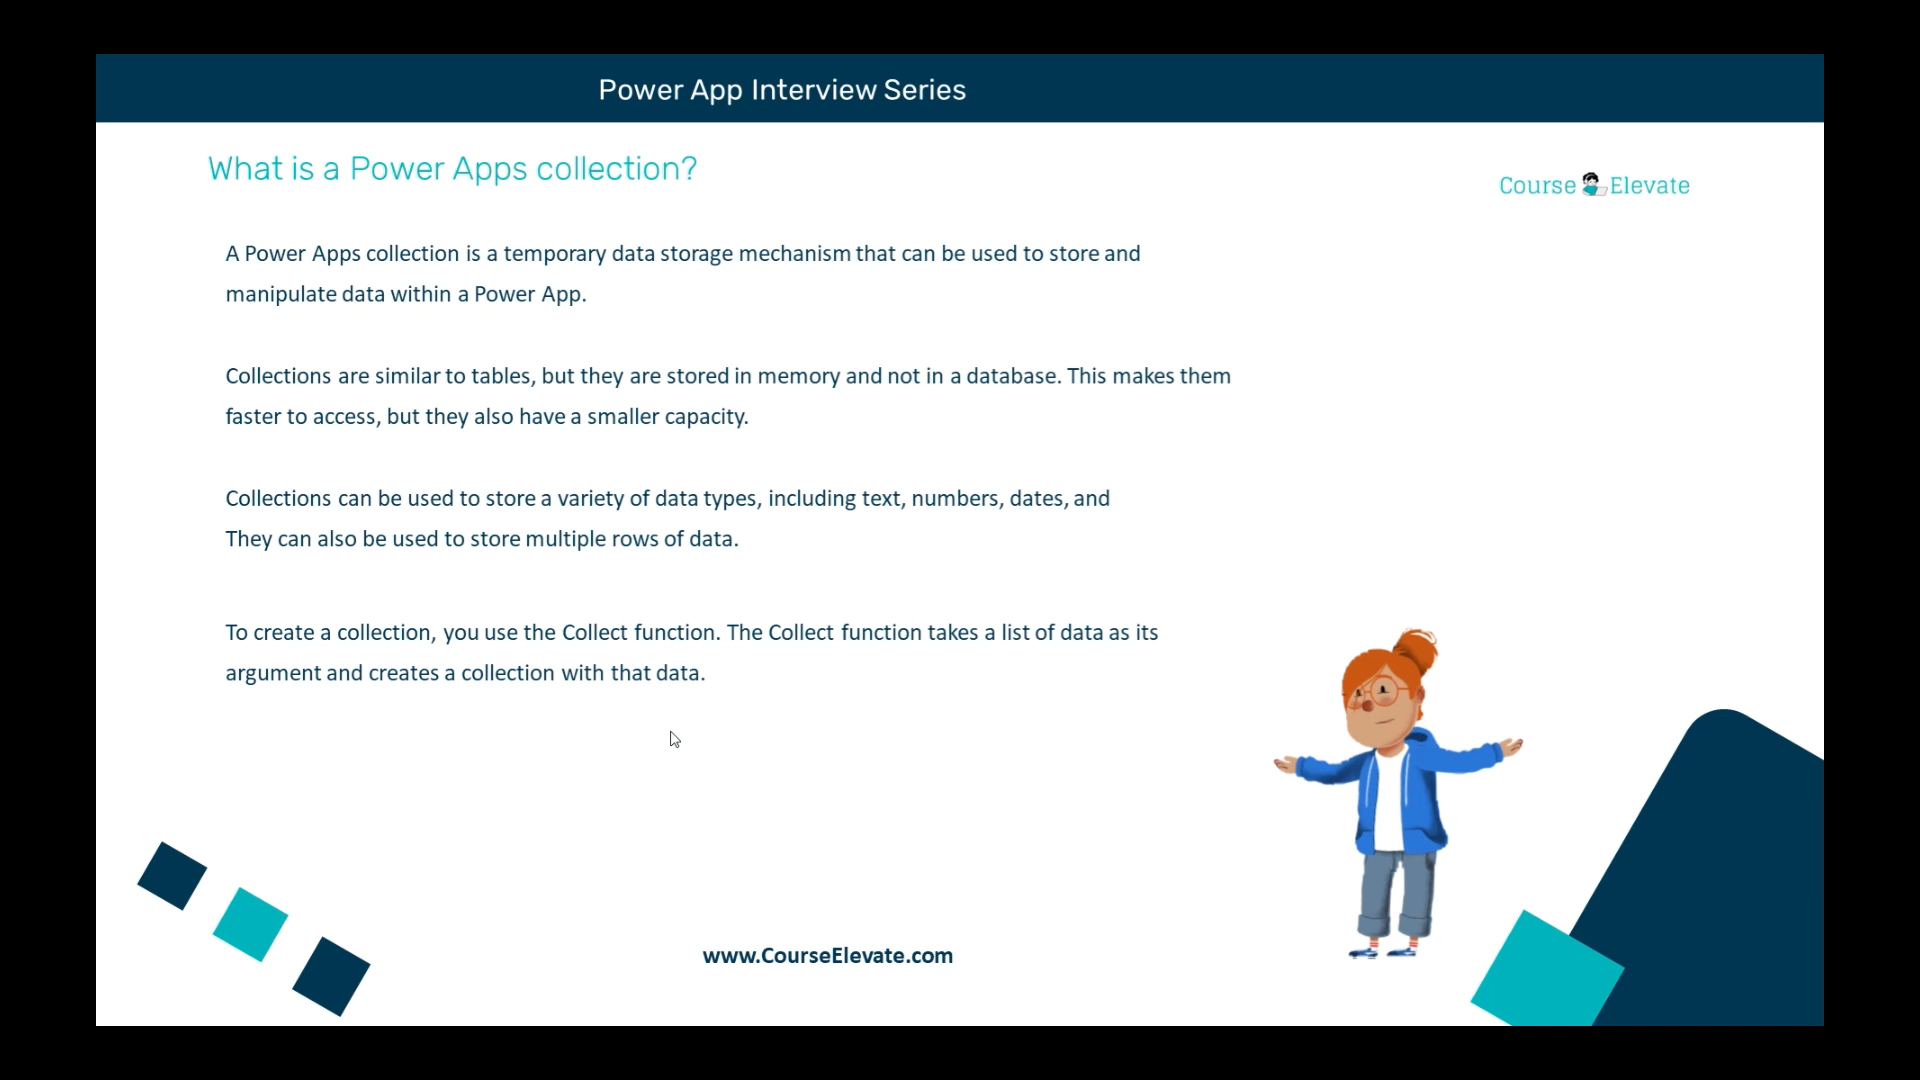 Power App Interview Series
What is a Power Apps collection?
Course Elevate
A Power Apps collection is a temporary data storage mechanism that can be used to store and
manipulate data within a Power App.
Collections are similar to tables, but they are stored in memory and not in a database. This makes them
faster to access, but they also have a smaller capacity.
Collections can be used to store a variety of data types, including text, numbers, dates, and
They can also be used to store multiple rows of data.
To create a collection, you use the Collect function. The Collect function takes a list of data as its
argument and creates a collection with that data.
www.CourseElevate.com